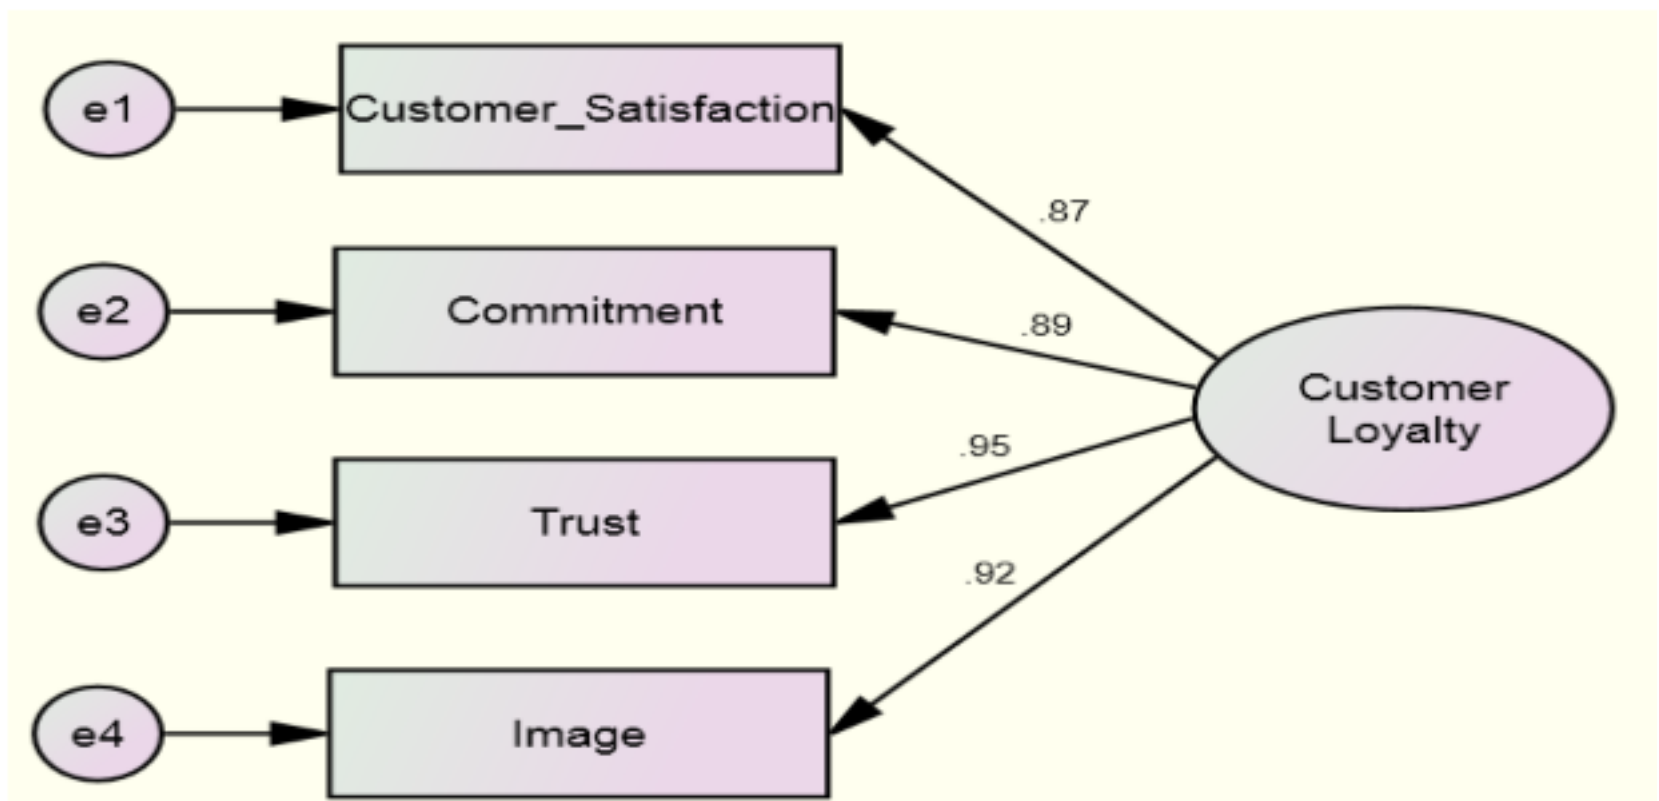 e1
Customer_Satisfaction
.87
e2
Commitment
.89
Customer
Loyalty
e3
Trust
.95
e4
Image
.92